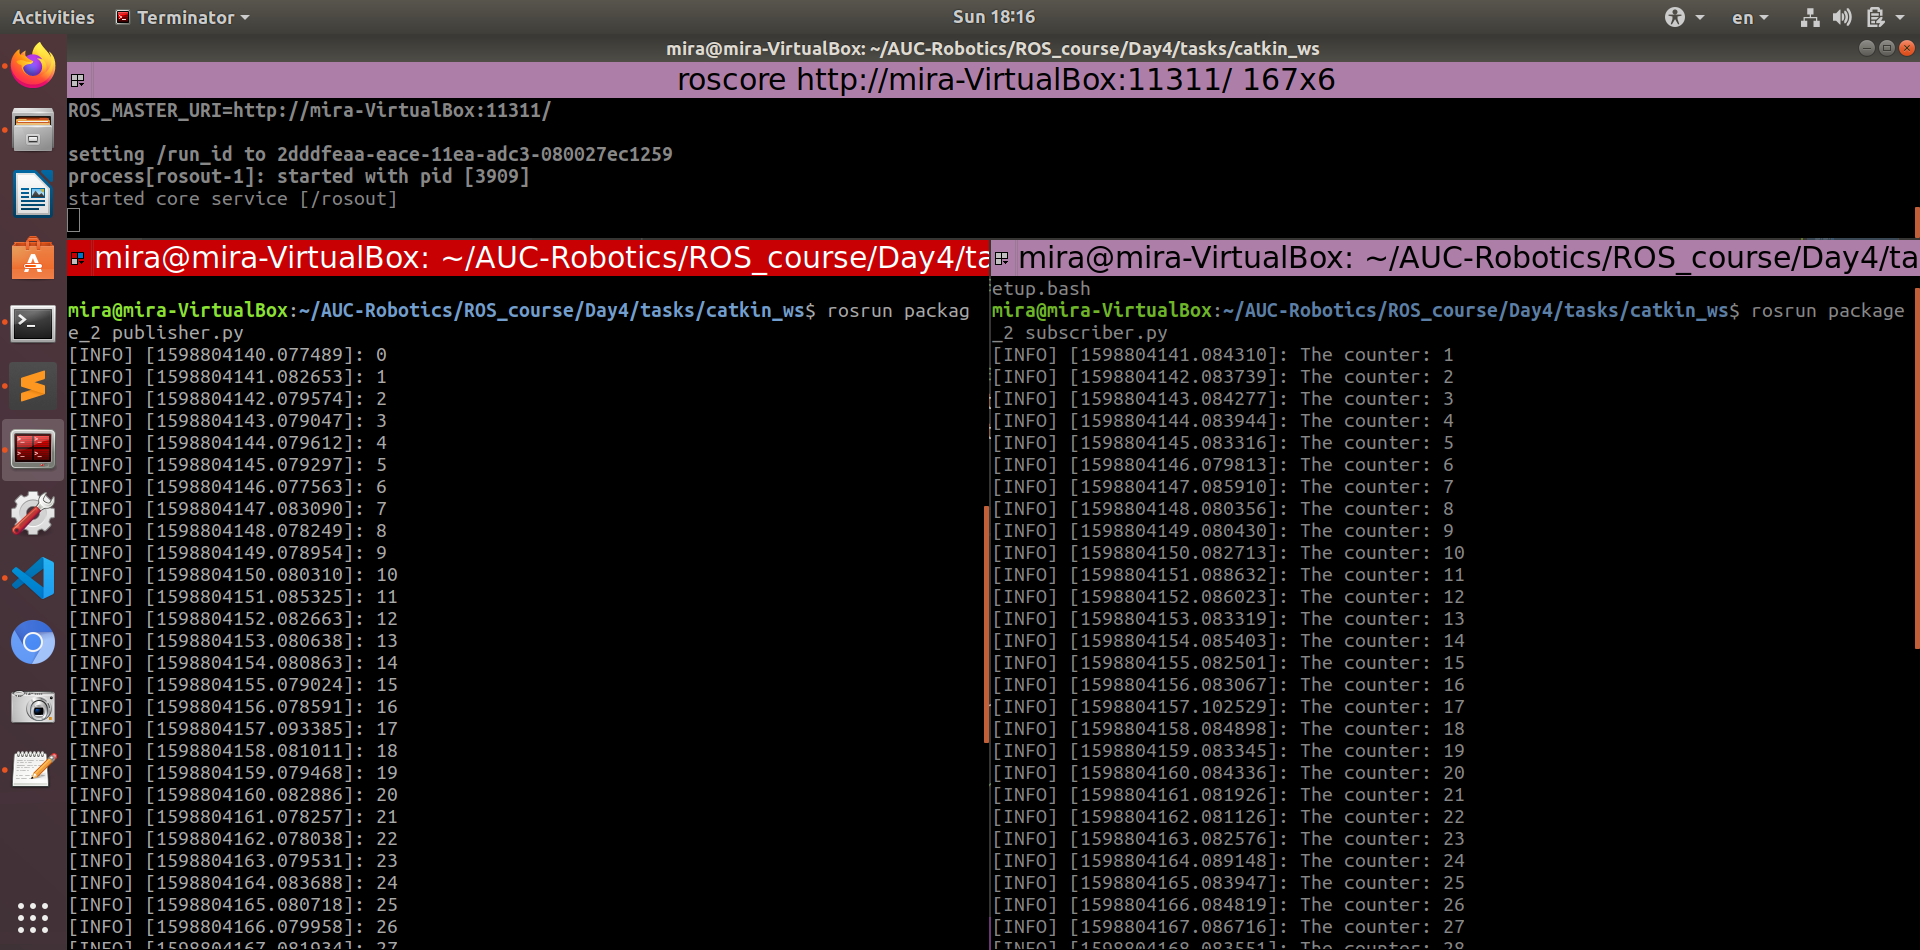 Activities Terminator Sun 18:16 en
mira@mira-VirtualBox: ~/AUC-Robotics/ROS_course/Day4/tasks/catkin_ws
roscore http://mira-VirtualBox:11311/ 167x6
ROS_MASTER_URI=http://mira-VirtualBox:11311/
setting /run_id to 2dddfeaa-eace-11ea-adc3-080027ec1259
process[rosout-1]: started with pid [3909]
started core service [/rosout]
mira@mira-VirtualBox: ~/AUC-Robotics/ROS_course/Day4/ta
mira@mira-VirtualBox:~/AUC-Robotics/ROS_course/Day4/tasks/catkin_ws$ rosrun packag
e_2 publisher.py
[INFO] [1598804140.077489]: 0
[INFO] [1598804141.082653]: 1
[INFO] [1598804142.079574]: 2
[INFO] [1598804143.079047]: 3
[INFO] [1598804144.079612]: 4
[INFO] [1598804145.079297]: 5
[INFO] [1598804146.077563]: 6
[INFO] [1598804147.083090]: 7
[INFO] [1598804148.078249]: 8
[INFO] [1598804149.078954]: 9
[INFO] [1598804150.080310]: 10
[INFO] [1598804151.085325]: 11
[INFO] [1598804152.082663]: 12
[INFO] [1598804153.080638]: 13
[INFO] [1598804154.080863]: 14
[INFO] [1598804155.079024]: 15
[INFO] [1598804156.078591]: 16
[INFO] [1598804157.093385]: 17
[INFO] [1598804158.081011]: 18
[INFO] [1598804159.079468]: 19
[INFO] [1598804160.082886]: 20
[INFO] [1598804161.078257]: 21
[INFO] [1598804162.078038]: 22
[INFO] [1598804163.079531]: 23
[INFO] [1598804164.083688]: 24
[INFO] [1598804165.080718]: 25
[INFO] [1598804166.079958]: 26
[INFO] [1598804167.081934]: 27
mira@mira-VirtualBox: ~/AUC-Robotics/ROS_course/Day4/ta
etup.bash
mira@mira-VirtualBox:~/AUC-Robotics/ROS_course/Day4/tasks/catkin_ws$ rosrun package
_2 subscriber.py
[INFO] [1598804141.084310]: The counter: 1
[INFO] [1598804142.083739]: The counter: 2
[INFO] [1598804143.084277]: The counter: 3
[INFO] [1598804144.083944]: The counter: 4
[INFO] [1598804145.083316]: The counter: 5
[INFO] [1598804146.079813]: The counter: 6
[INFO] [1598804147.085910]: The counter: 7
[INFO] [1598804148.080356]: The counter: 8
[INFO] [1598804149.080430]: The counter: 9
[INFO] [1598804150.082713]: The counter: 10
[INFO] [1598804151.088632]: The counter: 11
[INFO] [1598804152.086023]: The counter: 12
[INFO] [1598804153.083319]: The counter: 13
[INFO] [1598804154.085403]: The counter: 14
[INFO] [1598804155.082501]: The counter: 15
[INFO] [1598804156.083067]: The counter: 16
[INFO] [1598804157.102529]: The counter: 17
[INFO] [1598804158.084898]: The counter: 18
[INFO] [1598804159.083345]: The counter: 19
[INFO] [1598804160.084336]: The counter: 20
[INFO] [1598804161.081926]: The counter: 21
[INFO] [1598804162.081126]: The counter: 22
[INFO] [1598804163.082576]: The counter: 23
[INFO] [1598804164.089148]: The counter: 24
[INFO] [1598804165.083947]: The counter: 25
[INFO] [1598804166.084819]: The counter: 26
[INFO] [1598804167.086716]: The counter: 27
[INFO] [1598804168.083551]: The counter: 28